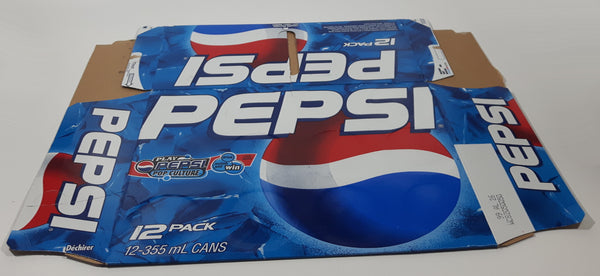 12 PACK
PEPSI
PEPSI
PEPSI
PEPSI
PLAY
PEPSI
POP CULTURE
win
12 PACK
12-355 mL CANS
Déchirer